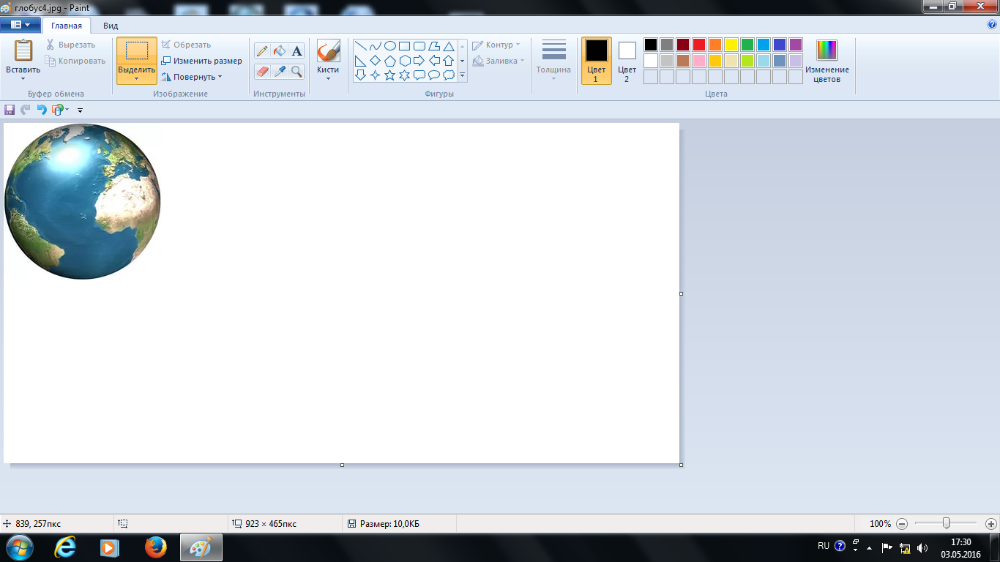 глобус4.jpg - Paint
Главная Вид
Вставить
Вырезать
Копировать
Буфер обмена
Выделить
Обрезать
Изменить размер
Повернуть
Изображение
A
Инструменты
Кисти
Контур
Заливка
Фигуры
Толщина
Цвет 1
Цвет 2
Изменение цветов
Цвета
839, 257пкс
923 × 465пкс
Размер: 10,0КБ
100%
RU
17:30
03.05.2016